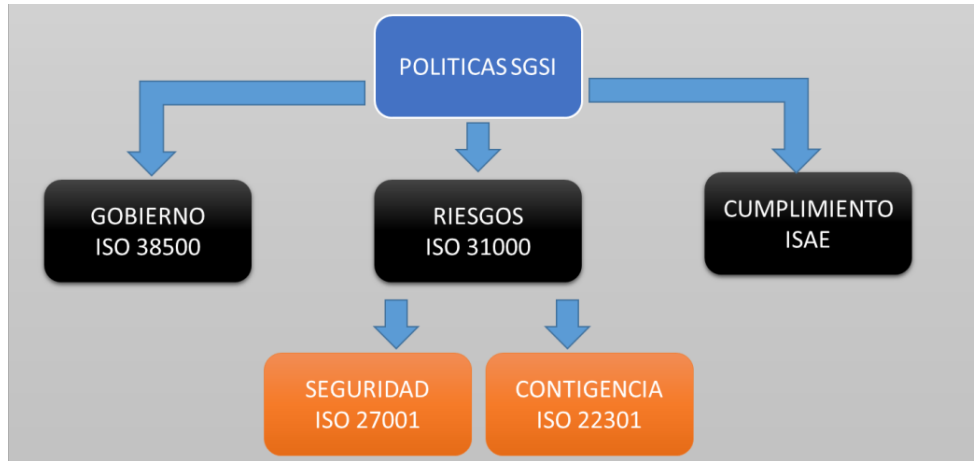 POLITICAS SGSI
GOBIERNO
ISO 38500
RIESGOS
ISO 31000
CUMPLIMIENTO
ISAE
SEGURIDAD
ISO 27001
CONTIGENCIA
ISO 22301